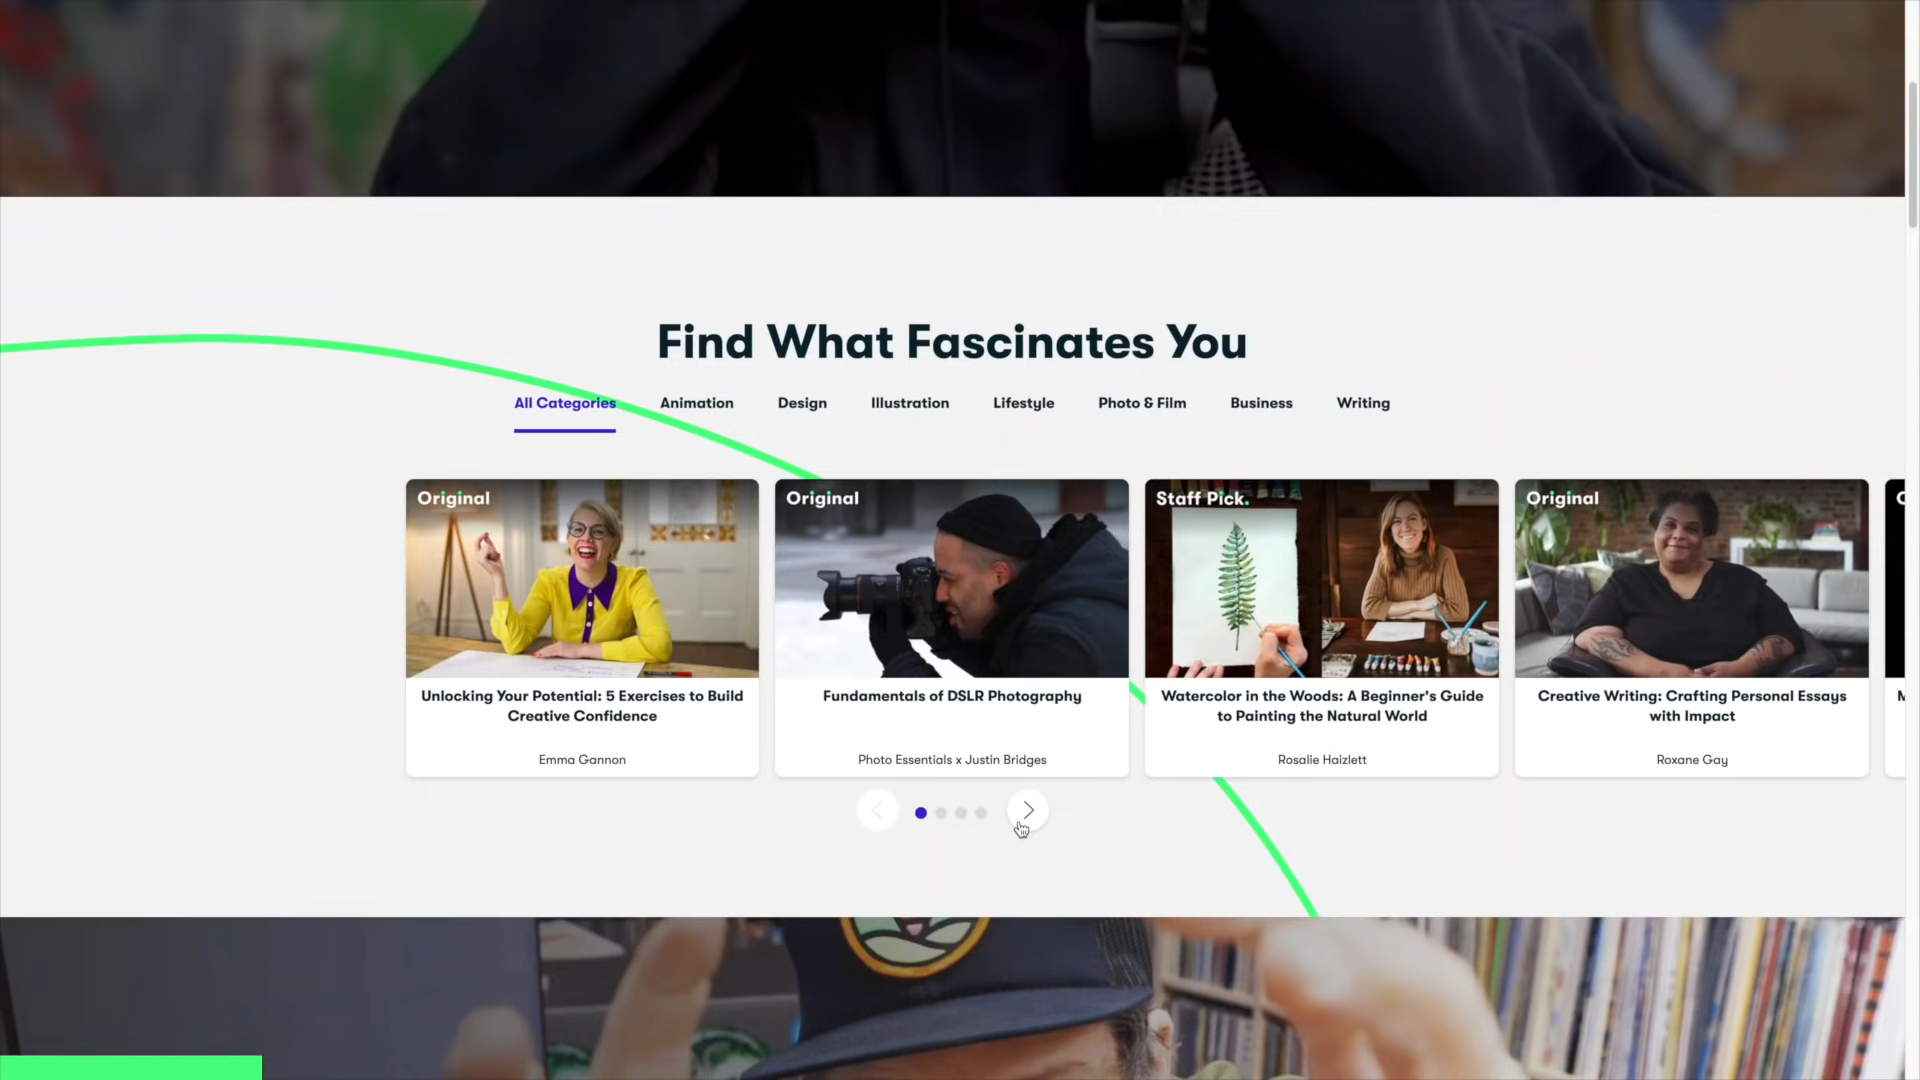 Find What Fascinates You
All Categories
Animation
Design
Illustration
Lifestyle
Photo & Film
Business
Writing
Original
Original
Staff Pick.
Original
Unlocking Your Potential: 5 Exercises to Build
Creative Confidence
Emma Gannon
Fundamentals of DSLR Photography
Photo Essentials x Justin Bridges
Watercolor in the Woods: A Beginner's Guide
to Painting the Natural World
Rosalie Haizlett
Creative Writing: Crafting Personal Essays
with Impact
Roxane Gay